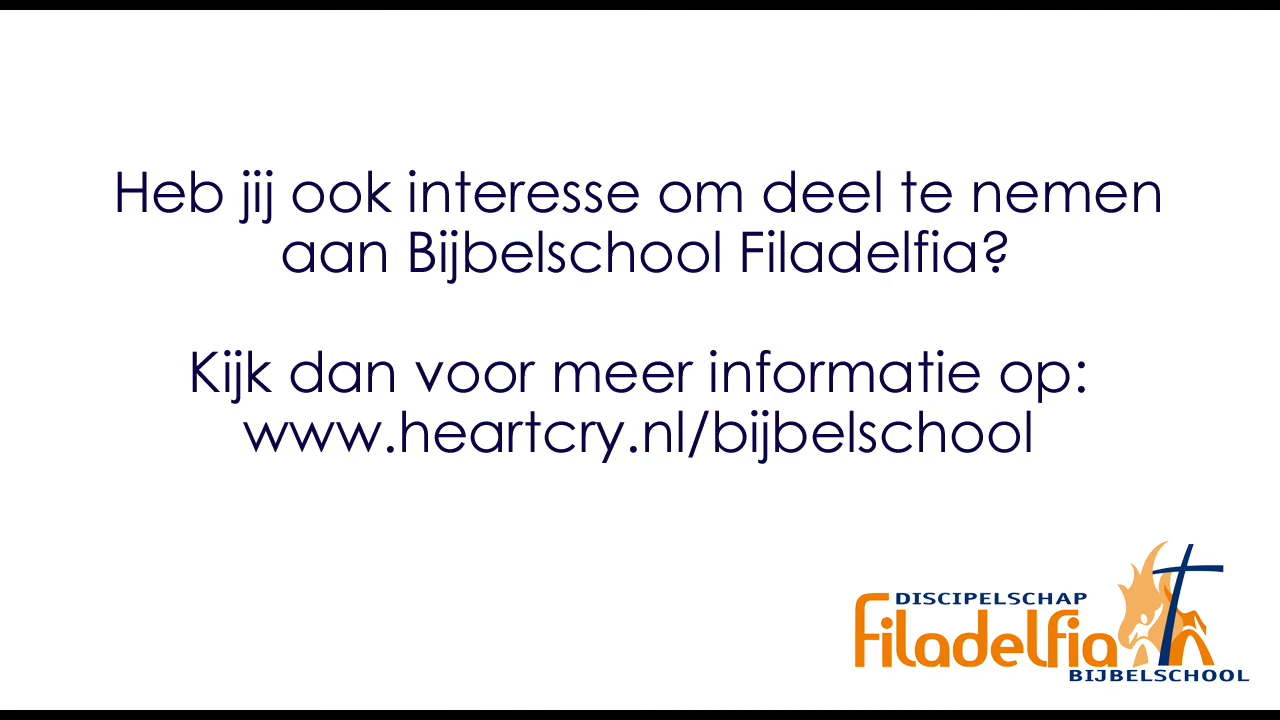 Heb jij ook interesse om deel te nemen
aan Bijbelschool Filadelfia?
Kijk dan voor meer informatie op:
www.heartcry.nl/bijbelschool
DISCIPELSCHAP
Filadelfia
BIJBELSCHOOL